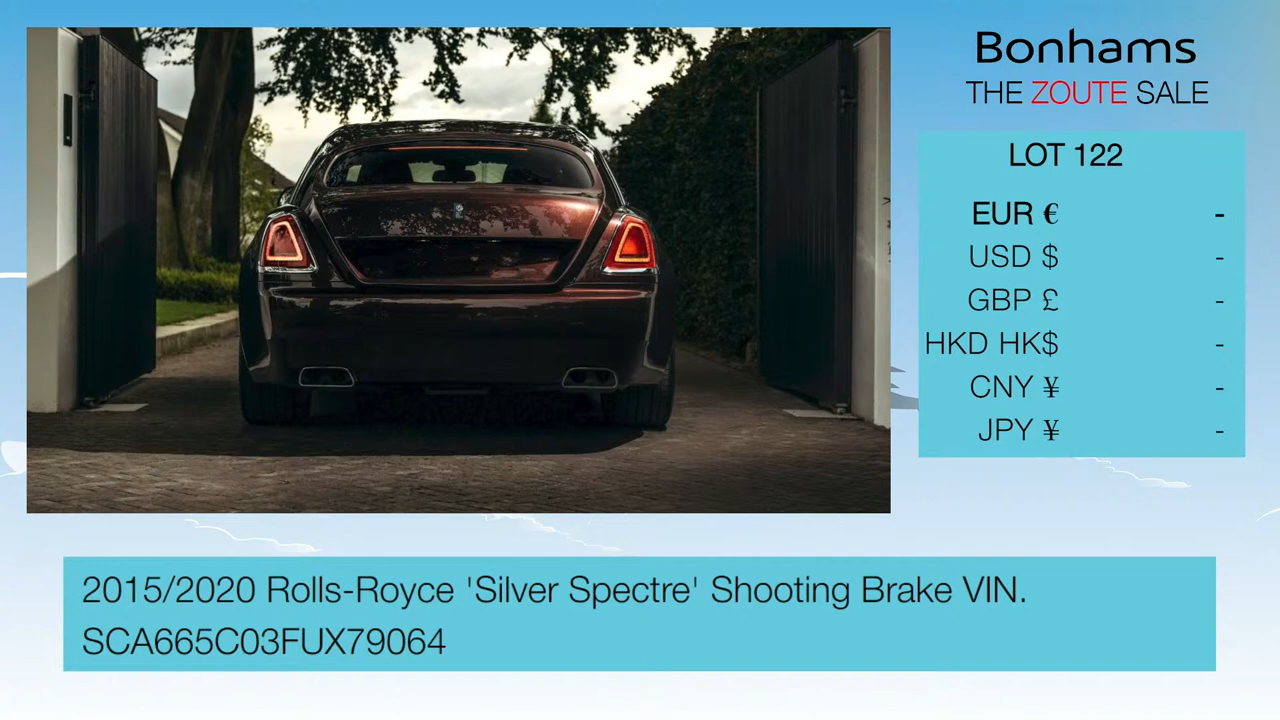 Bonhams
THE ZOUTE SALE
LOT 122
EUR € -
USD $ -
GBP £ -
HKD HK$ -
CNY ¥ -
JPY ¥ -
2015/2020 Rolls-Royce 'Silver Spectre' Shooting Brake VIN.
SCA665C03FUX79064